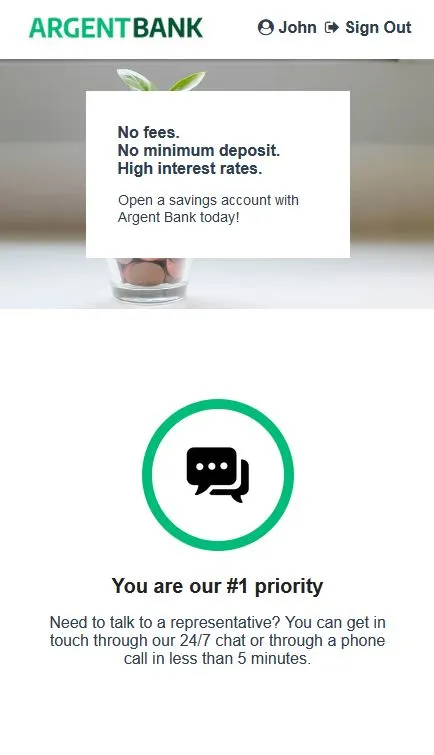 ARGENTBANK
John Sign Out
No fees.
No minimum deposit.
High interest rates.
Open a savings account with
Argent Bank today!
You are our #1 priority
Need to talk to a representative? You can get in
touch through our 24/7 chat or through a phone
call in less than 5 minutes.